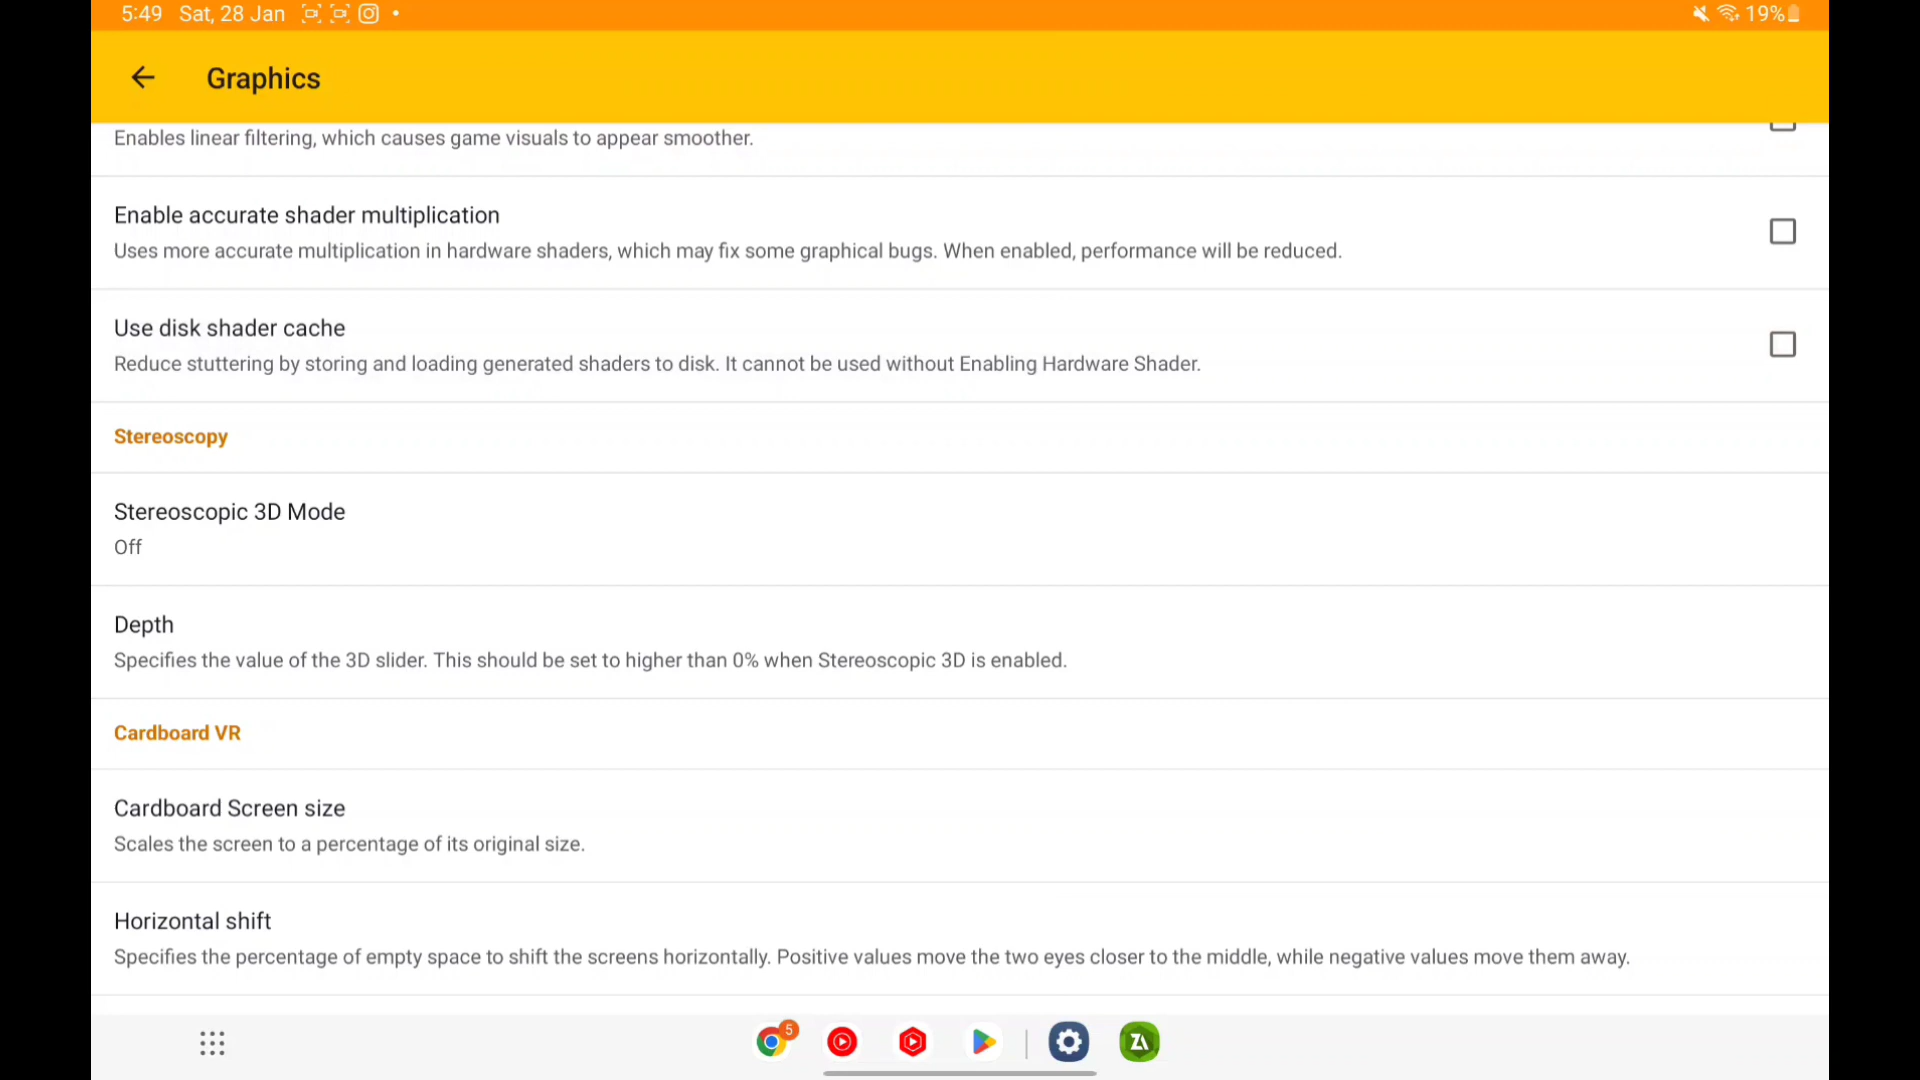 5:49 Sat, 28 Jan 19%
Graphics
Enables linear filtering, which causes game visuals to appear smoother.
Enable accurate shader multiplication
Uses more accurate multiplication in hardware shaders, which may fix some graphical bugs. When enabled, performance will be reduced.
Use disk shader cache
Reduce stuttering by storing and loading generated shaders to disk. It cannot be used without Enabling Hardware Shader.
Stereoscopy
Stereoscopic 3D Mode
Off
Depth
Specifies the value of the 3D slider. This should be set to higher than 0% when Stereoscopic 3D is enabled.
Cardboard VR
Cardboard Screen size
Scales the screen to a percentage of its original size.
Horizontal shift
Specifies the percentage of empty space to shift the screens horizontally. Positive values move the two eyes closer to the middle, while negative values move them away.
5
ZA